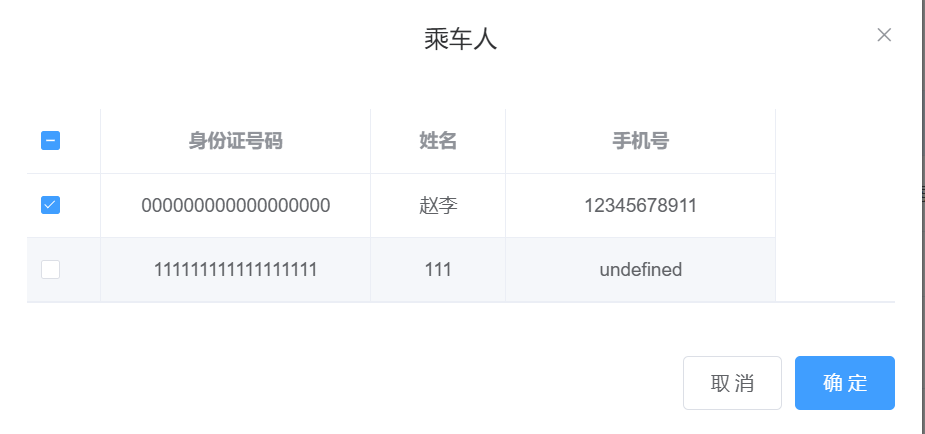 乘车人
身份证号码 姓名 手机号
000000000000000000 赵李 12345678911
111111111111111111 111 undefined
取消 确定